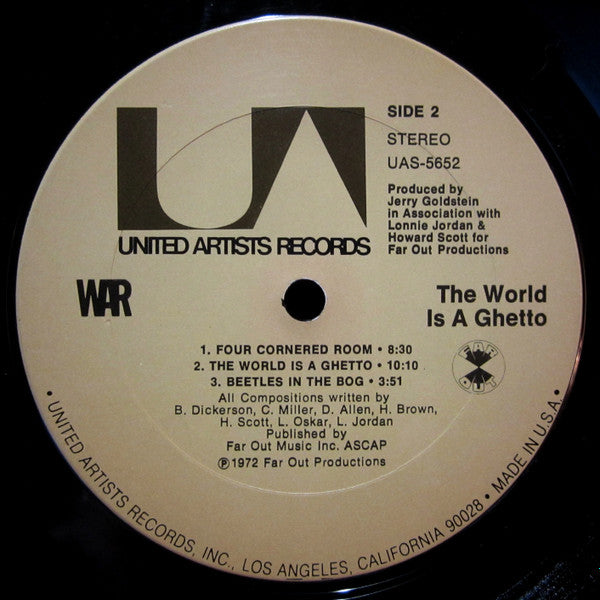 UA
UNITED ARTISTS RECORDS
SIDE 2
STEREO
UAS-5652
Produced by
Jerry Goldstein
in Association with
Lonnie Jordan &
Howard Scott for
Far Out Productions
WAR
The World
Is A Ghetto
FAR
OUT
1. FOUR CORNERED ROOM • 8:30
2. THE WORLD IS A GHETTO • 10:10
3. BEETLES IN THE BOG • 3:51
All Compositions written by
B. Dickerson, C. Miller, D. Allen, H. Brown,
H. Scott, L. Oskar, L. Jordan
Published by
Far Out Music Inc. ASCAP
℗1972 Far Out Productions
• UNITED ARTISTS RECORDS, INC., LOS ANGELES, CALIFORNIA 90028 • MADE IN U.S.A. •